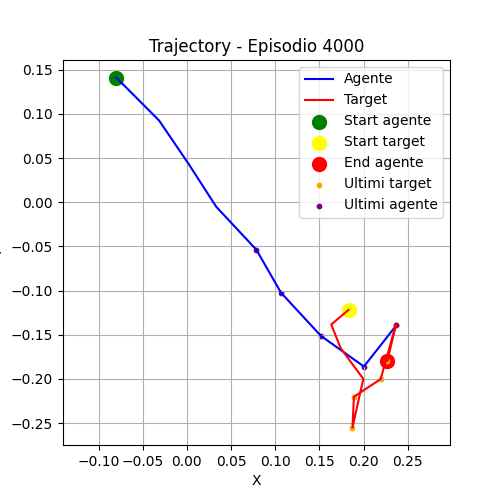 Trajectory - Episodio 4000
Agente
Target
Start agente
Start target
End agente
Ultimi target
Ultimi agente
0.15
0.10
0.05
0.00
−0.05
−0.10
−0.15
−0.20
−0.25
−0.10 −0.05 0.00 0.05 0.10 0.15 0.20 0.25
X